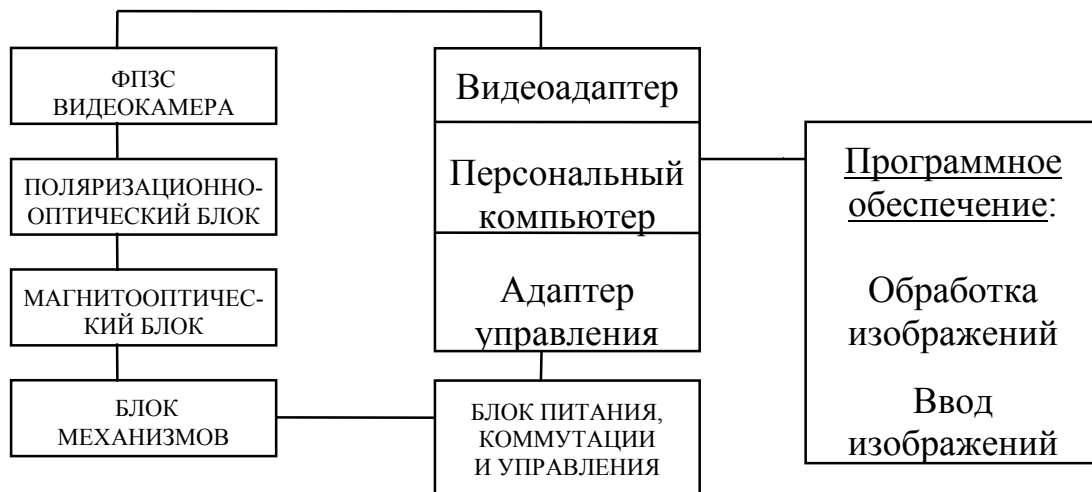 ФПЗС
ВИДЕОКАМЕРА
ПОЛЯРИЗАЦИОННО-
ОПТИЧЕСКИЙ БЛОК
МАГНИТООПТИЧЕС-
КИЙ БЛОК
БЛОК
МЕХАНИЗМОВ
Видеоадаптер
Персональный
компьютер
Адаптер
управления
БЛОК ПИТАНИЯ,
КОММУТАЦИИ
И УПРАВЛЕНИЯ
Программное
обеспечение:
Обработка
изображений
Ввод
изображений